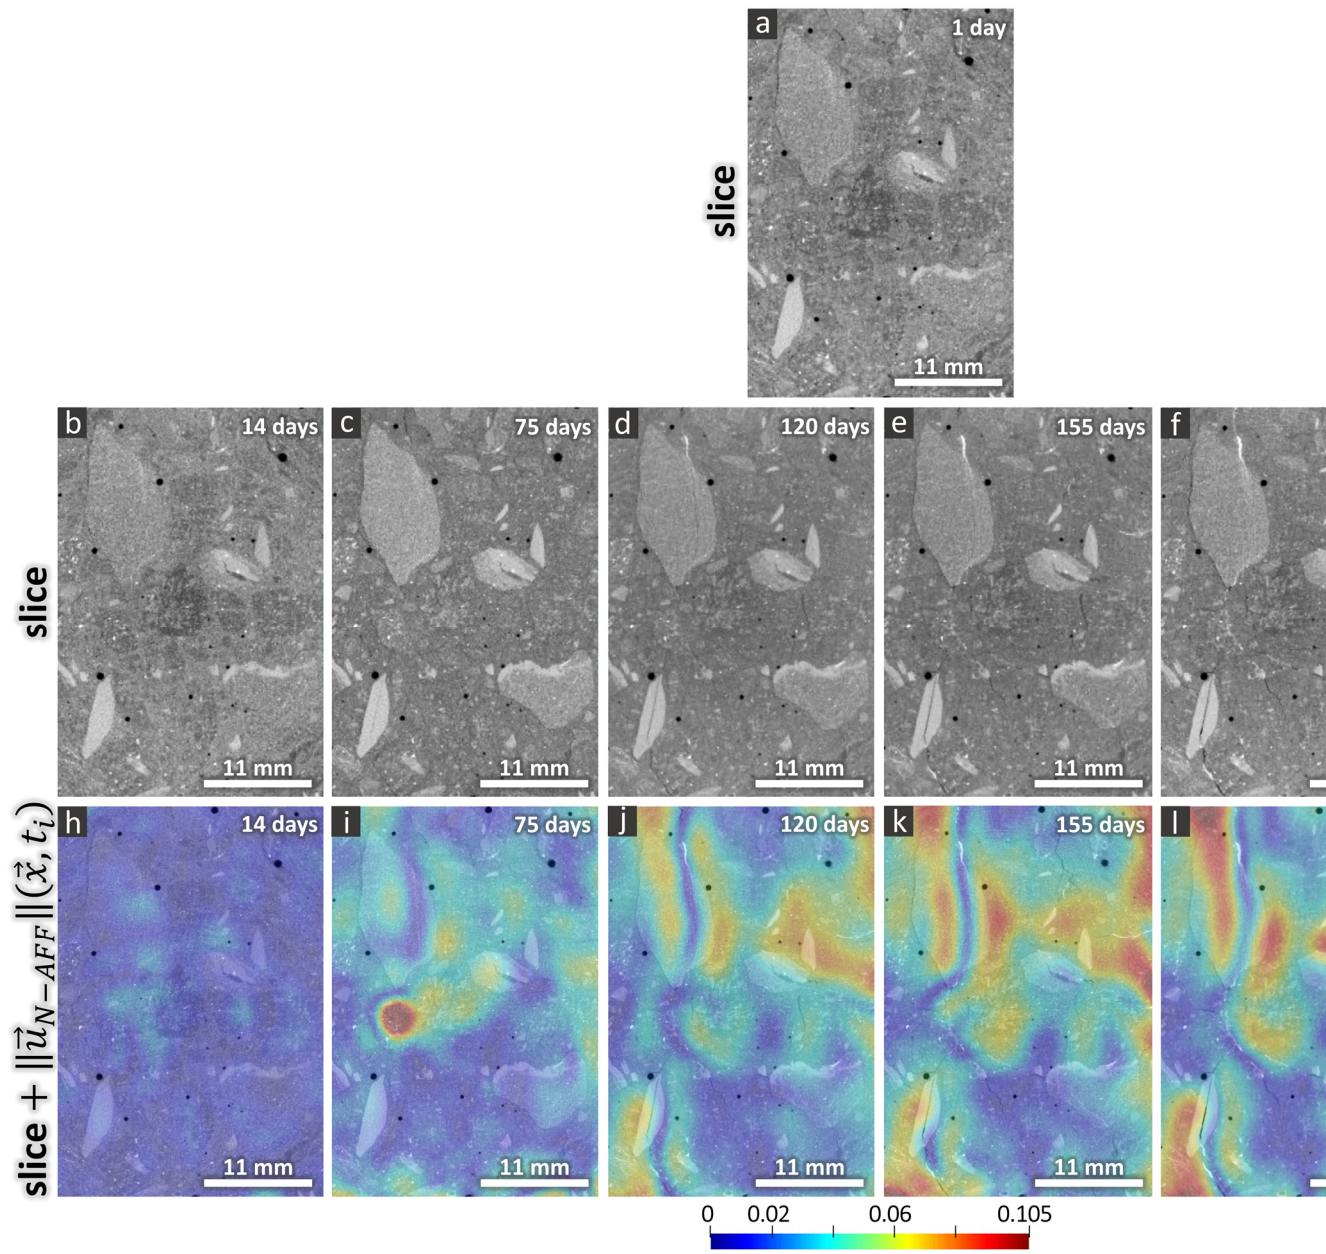 a 1 day
slice
11 mm
b 14 days
c 75 days
d 120 days
e 155 days
f
slice
11 mm
11 mm
11 mm
11 mm
h 14 days
i 75 days
j 120 days
k 155 days
l
slice + ‖u⃗_{N−AFF}‖(x⃗, t_i)
11 mm
11 mm
11 mm
11 mm
0 0.02 0.06 0.105